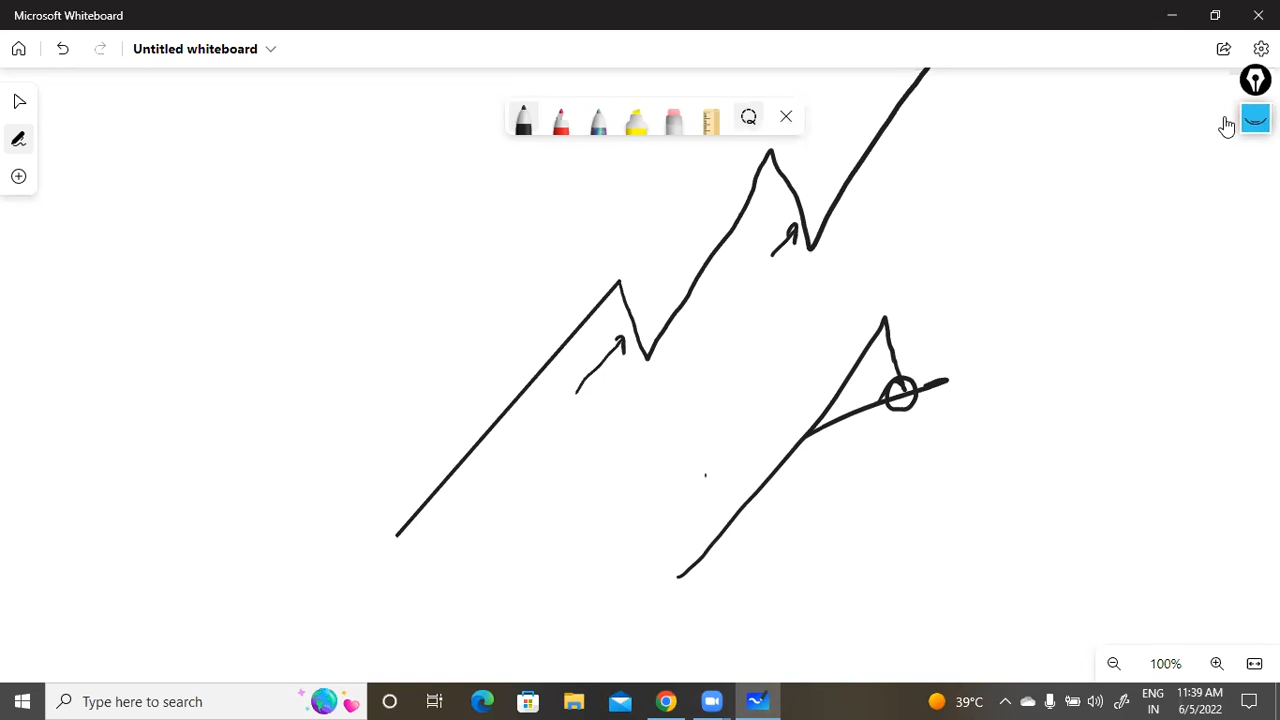 Microsoft Whiteboard
Untitled whiteboard
100%
Type here to search
39°C
ENG
IN
11:39 AM
6/5/2022